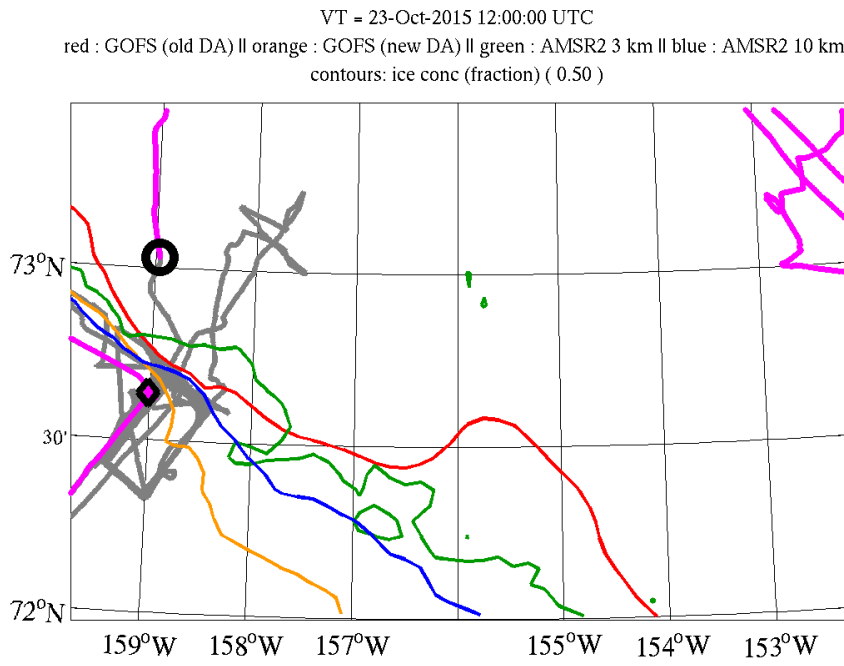 VT = 23-Oct-2015 12:00:00 UTC
red : GOFS (old DA) || orange : GOFS (new DA) || green : AMSR2 3 km || blue : AMSR2 10 km
contours: ice conc (fraction) ( 0.50 )
73°N
30'
72°N
159°W 158°W 157°W 155°W 154°W 153°W